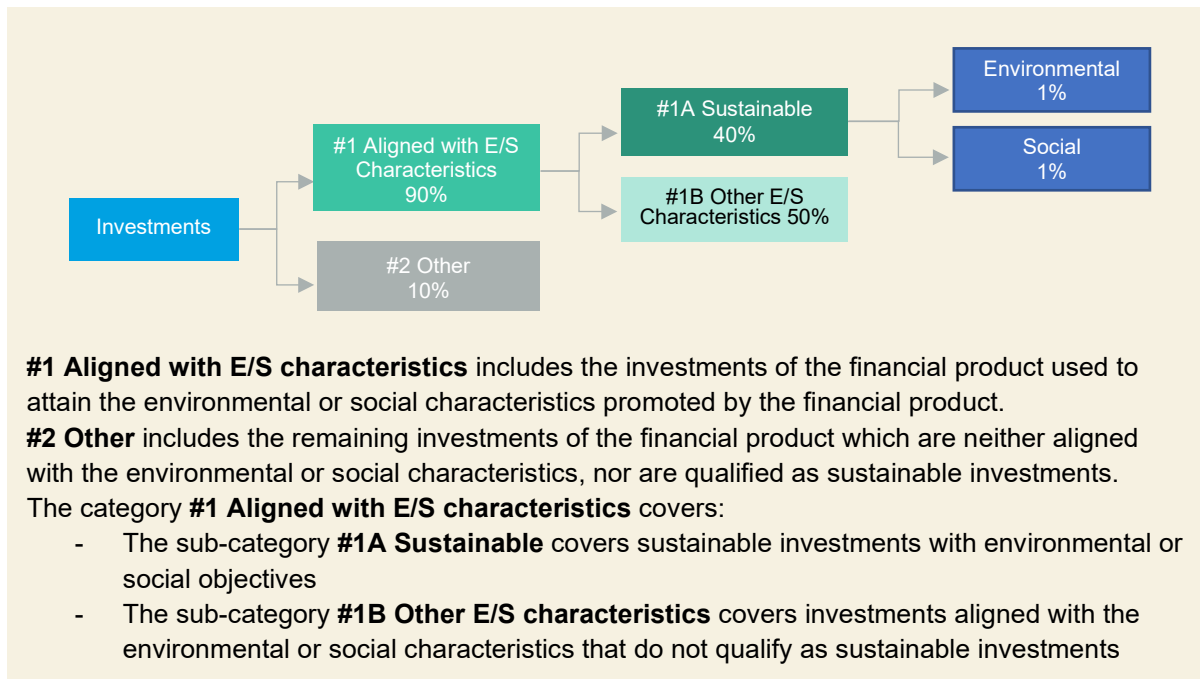 Environmental
1%
#1A Sustainable
40%
Social
1%
#1 Aligned with E/S
Characteristics
90%
#1B Other E/S
Characteristics 50%
Investments
#2 Other
10%
#1 Aligned with E/S characteristics includes the investments of the financial product used to
attain the environmental or social characteristics promoted by the financial product.
#2 Other includes the remaining investments of the financial product which are neither aligned
with the environmental or social characteristics, nor are qualified as sustainable investments.
The category #1 Aligned with E/S characteristics covers:
- The sub-category #1A Sustainable covers sustainable investments with environmental or
social objectives
- The sub-category #1B Other E/S characteristics covers investments aligned with the
environmental or social characteristics that do not qualify as sustainable investments